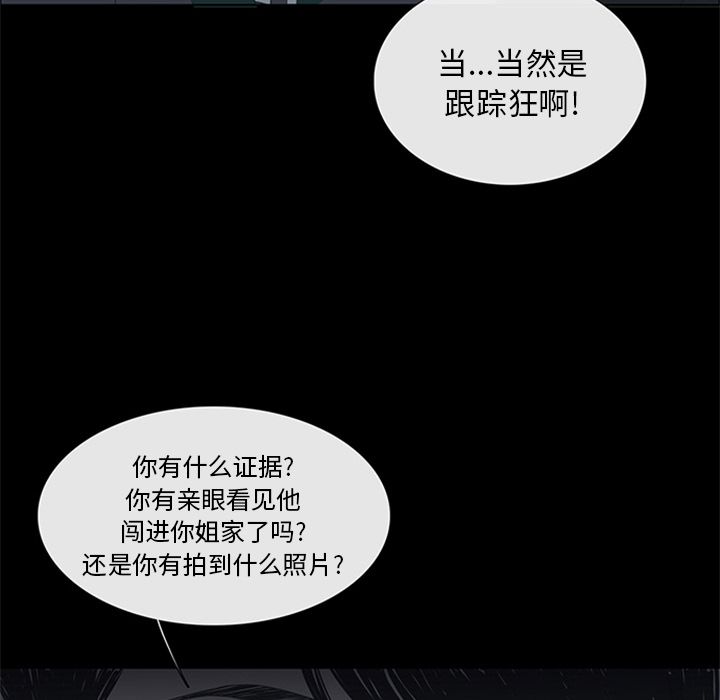 当...当然是
跟踪狂啊!
你有什么证据?
你有亲眼看见他
闯进你姐家了吗?
还是你有拍到什么照片?